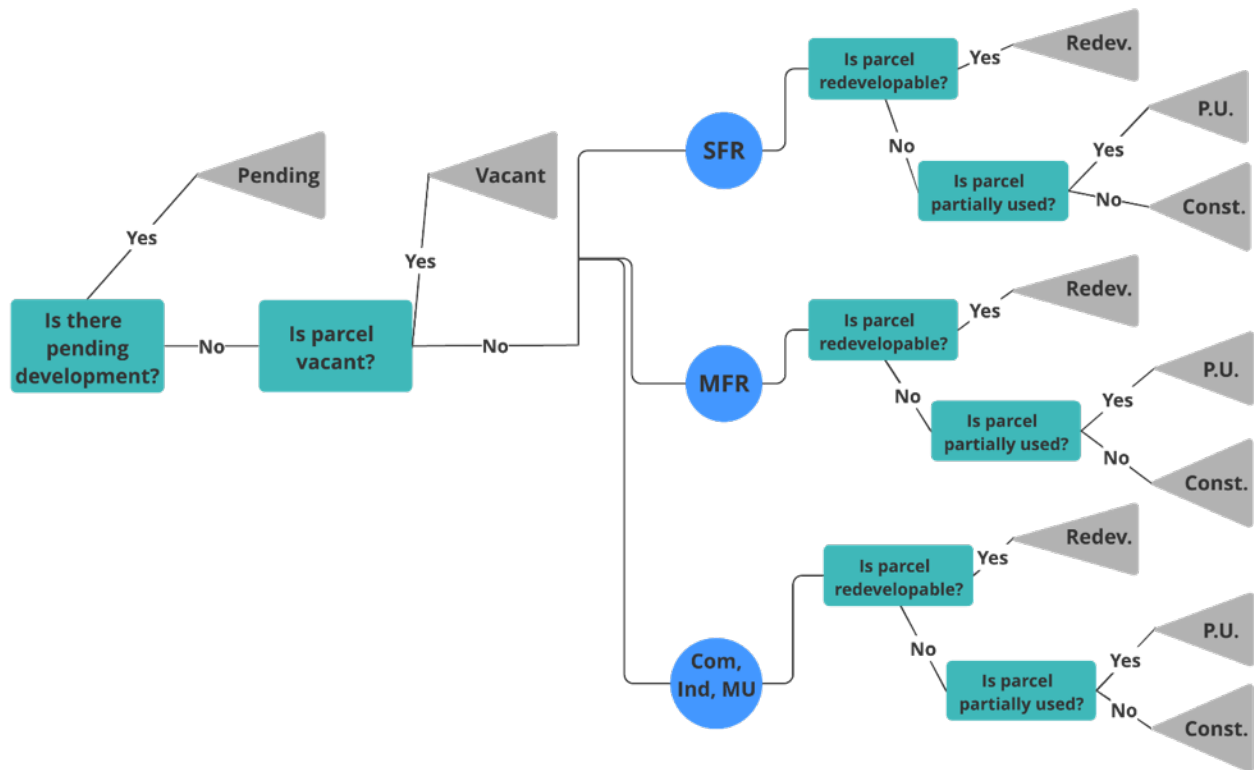 Is there
pending
development?
Yes
Pending
No
Is parcel
vacant?
Yes
Vacant
No
SFR
Is parcel
redevelopable?
Yes
Redev.
No
Is parcel
partially used?
Yes
P.U.
No
Const.
MFR
Is parcel
redevelopable?
Yes
Redev.
No
Is parcel
partially used?
Yes
P.U.
No
Const.
Com,
Ind, MU
Is parcel
redevelopable?
Yes
Redev.
No
Is parcel
partially used?
Yes
P.U.
No
Const.